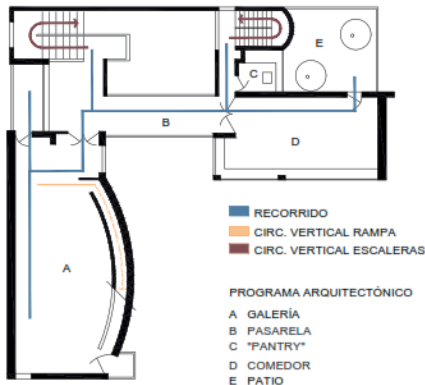 E
C
B
D
A
RECORRIDO
CIRC. VERTICAL RAMPA
CIRC. VERTICAL ESCALERAS
PROGRAMA ARQUITECTÓNICO
A GALERÍA
B PASARELA
C "PANTRY"
D COMEDOR
E PATIO